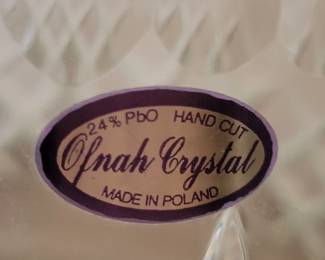 24% PbO HAND CUT
Ofnah Crystal
MADE IN POLAND